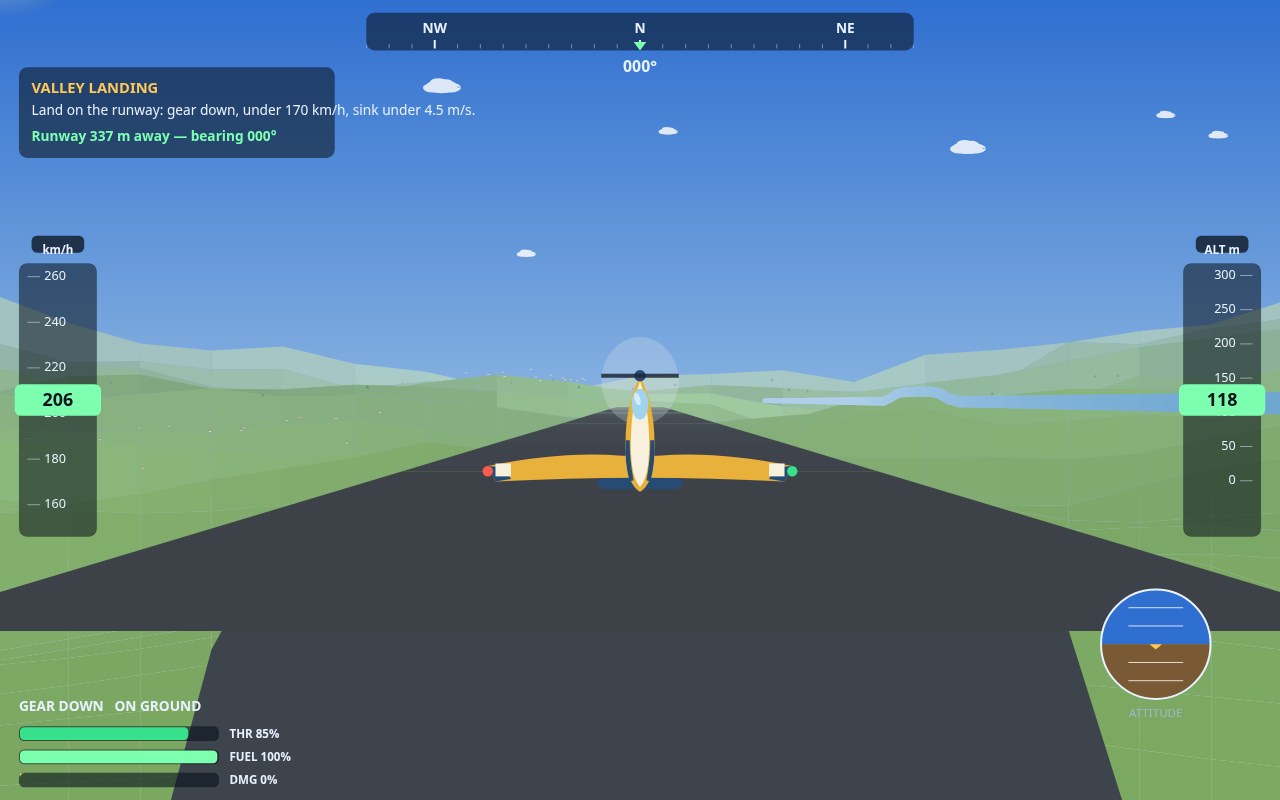 NW N NE
000°
VALLEY LANDING
Land on the runway: gear down, under 170 km/h, sink under 4.5 m/s.
Runway 337 m away — bearing 000°
km/h
260
240
220
206
180
160
ALT m
300
250
200
150
118
50
0
ATTITUDE
GEAR DOWN ON GROUND
THR 85%
FUEL 100%
DMG 0%